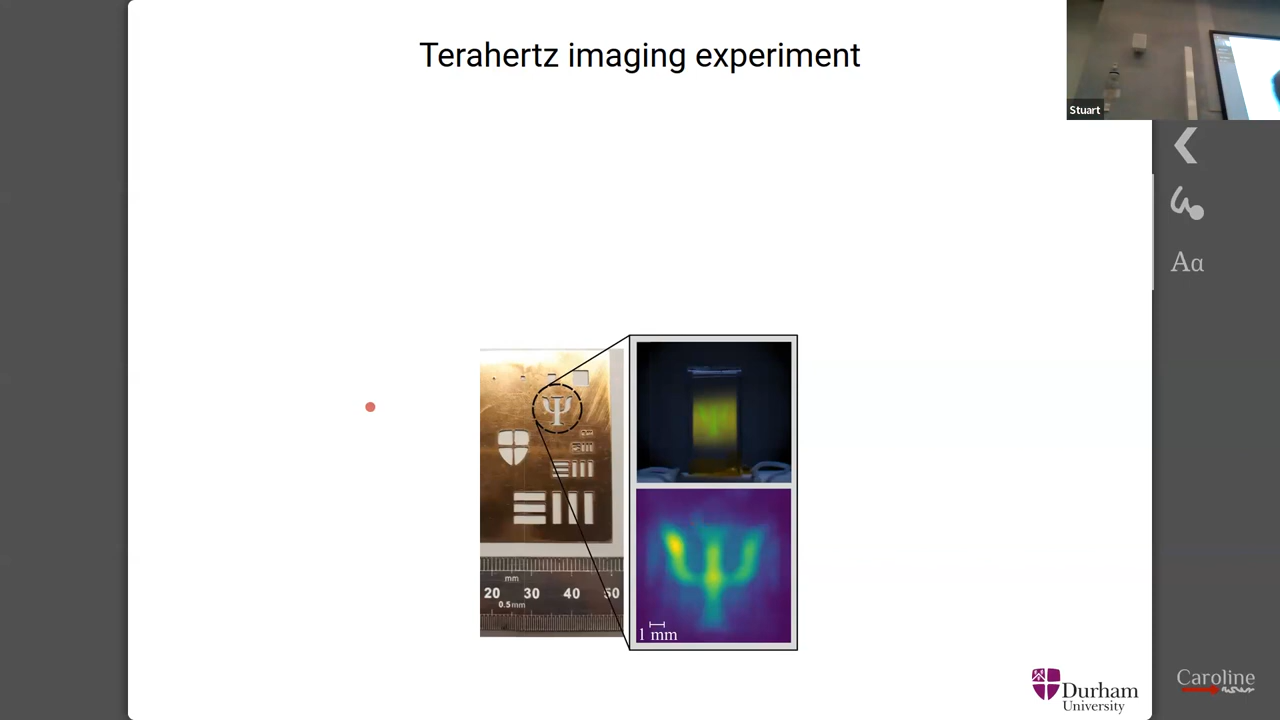 Terahertz imaging experiment
Stuart
Aα
Ψ
mm
20 30 40 50
0.5mm
1 mm
Durham
University
Caroline